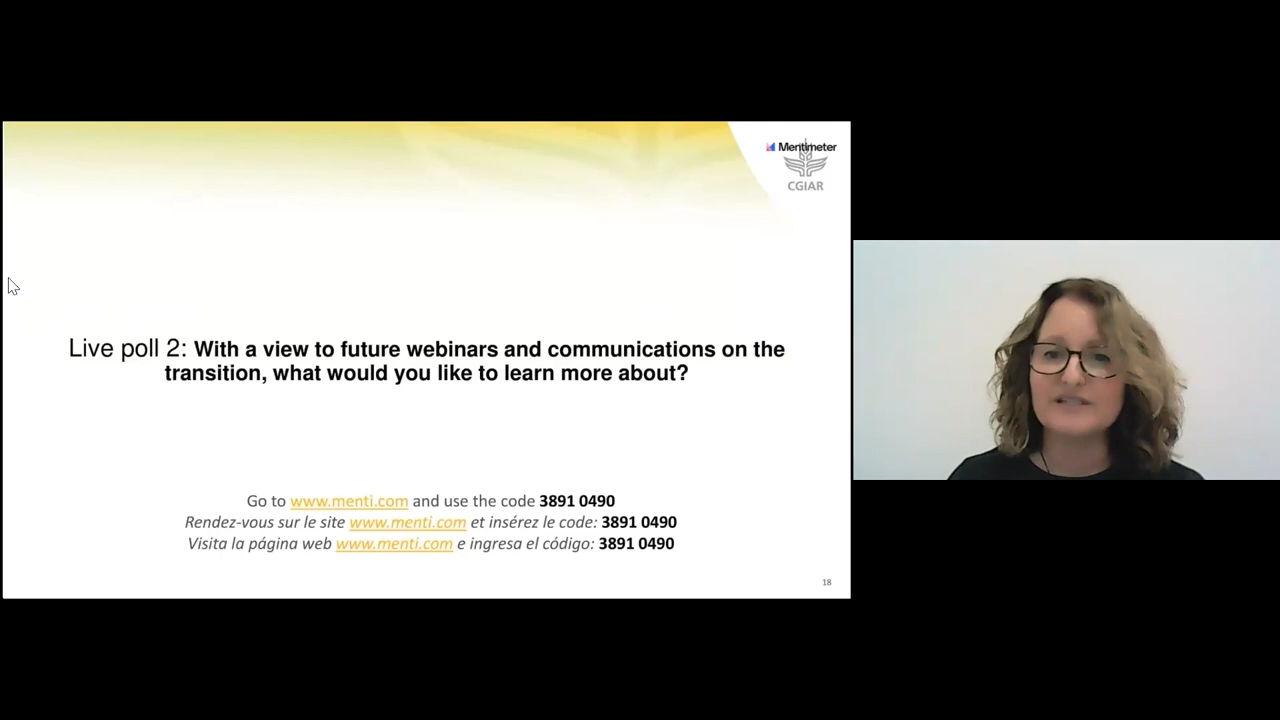 Mentimeter
CGIAR
Live poll 2: With a view to future webinars and communications on the
transition, what would you like to learn more about?
Go to www.menti.com and use the code 3891 0490
Rendez-vous sur le site www.menti.com et insérez le code: 3891 0490
Visita la página web www.menti.com e ingresa el código: 3891 0490
18